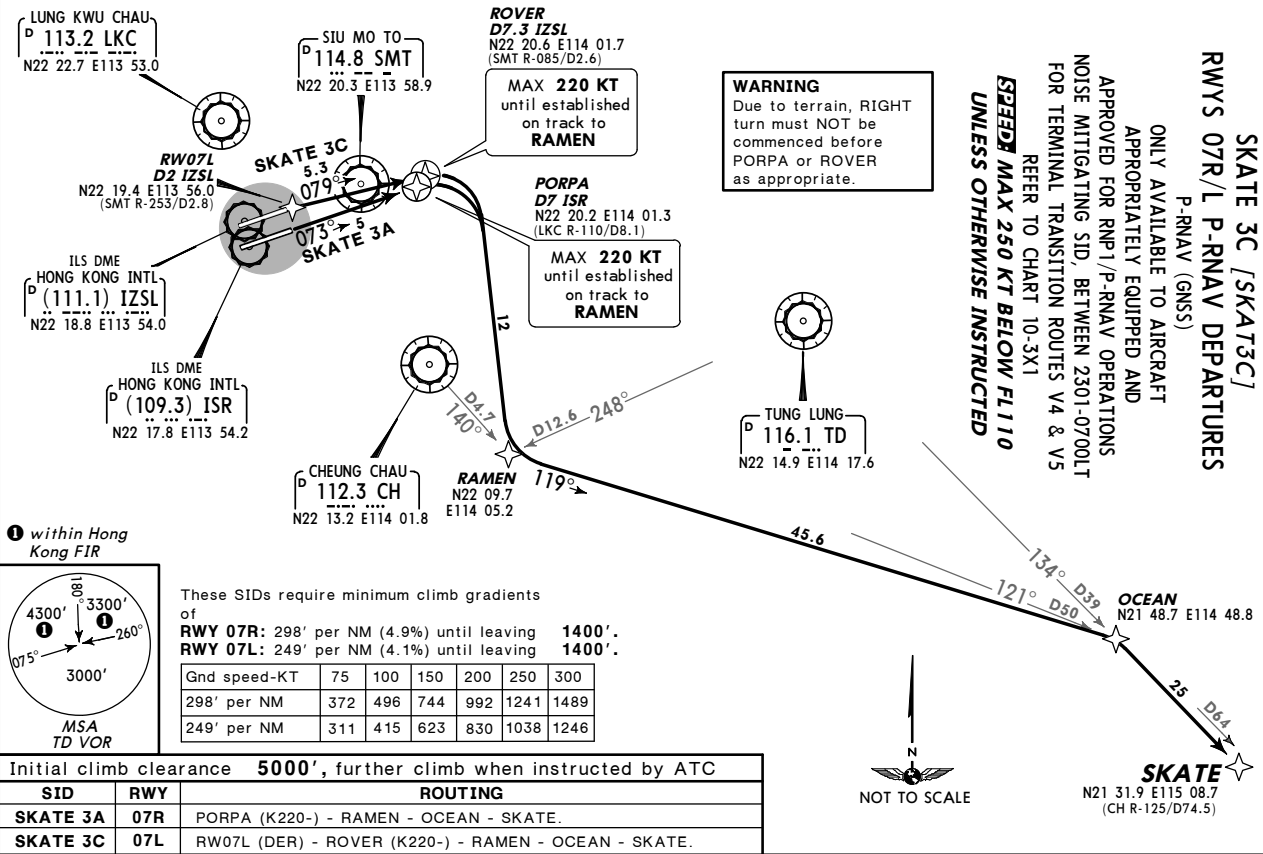 LUNG KWU CHAU
D 113.2 LKC
N22 22.7 E113 53.0
SIU MO TO
D 114.8 SMT
N22 20.3 E113 58.9
ROVER
D7.3 IZSL
N22 20.6 E114 01.7
(SMT R-085/D2.6)
MAX 220 KT
until established
on track to
RAMEN
WARNING
Due to terrain, RIGHT
turn must NOT be
commenced before
PORPA or ROVER
as appropriate.
SKATE 3C [SKAT3C]
RWYS 07R/L P-RNAV DEPARTURES
P-RNAV (GNSS)
ONLY AVAILABLE TO AIRCRAFT
APPROPRIATELY EQUIPPED AND
APPROVED FOR RNP1/P-RNAV OPERATIONS
NOISE MITIGATING SID, BETWEEN 2301-0700LT
FOR TERMINAL TRANSITION ROUTES V4 & V5
REFER TO CHART 10-3X1
SPEED: MAX 250 KT BELOW FL110
UNLESS OTHERWISE INSTRUCTED
RW07L
D2 IZSL
N22 19.4 E113 56.0
(SMT R-253/D2.8)
SKATE 3C
5.3
079°
073°
5
SKATE 3A
PORPA
D7 ISR
N22 20.2 E114 01.3
(LKC R-110/D8.1)
MAX 220 KT
until established
on track to
RAMEN
ILS DME
HONG KONG INTL
D (111.1) IZSL
N22 18.8 E113 54.0
ILS DME
HONG KONG INTL
D (109.3) ISR
N22 17.8 E113 54.2
12
D4.7
140°
D12.6
248°
TUNG LUNG
D 116.1 TD
N22 14.9 E114 17.6
CHEUNG CHAU
D 112.3 CH
N22 13.2 E114 01.8
RAMEN
N22 09.7
E114 05.2
119°
45.6
134°
D39
121°
D50
OCEAN
N21 48.7 E114 48.8
25
D64
SKATE
N21 31.9 E115 08.7
(CH R-125/D74.5)
N
NOT TO SCALE
1 within Hong
Kong FIR
180°
4300' 1
3300' 1
260°
075°
3000'
MSA
TD VOR
These SIDs require minimum climb gradients
of
RWY 07R: 298' per NM (4.9%) until leaving 1400'.
RWY 07L: 249' per NM (4.1%) until leaving 1400'.
Gnd speed-KT 75 100 150 200 250 300
298' per NM 372 496 744 992 1241 1489
249' per NM 311 415 623 830 1038 1246
Initial climb clearance 5000', further climb when instructed by ATC
SID RWY ROUTING
SKATE 3A 07R PORPA (K220-) - RAMEN - OCEAN - SKATE.
SKATE 3C 07L RW07L (DER) - ROVER (K220-) - RAMEN - OCEAN - SKATE.